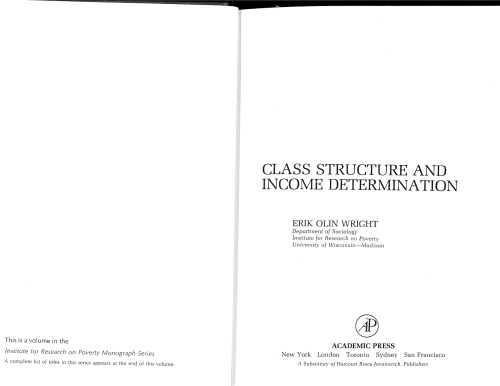 This is a volume in the
Institute for Research on Poverty Monograph Series
A complete list of titles in this series appears at the end of this volume.
CLASS STRUCTURE AND
INCOME DETERMINATION
ERIK OLIN WRIGHT
Department of Sociology
Institute for Research on Poverty
University of Wisconsin—Madison
AP
ACADEMIC PRESS
New York London Toronto Sydney San Francisco
A Subsidiary of Harcourt Brace Jovanovich, Publishers